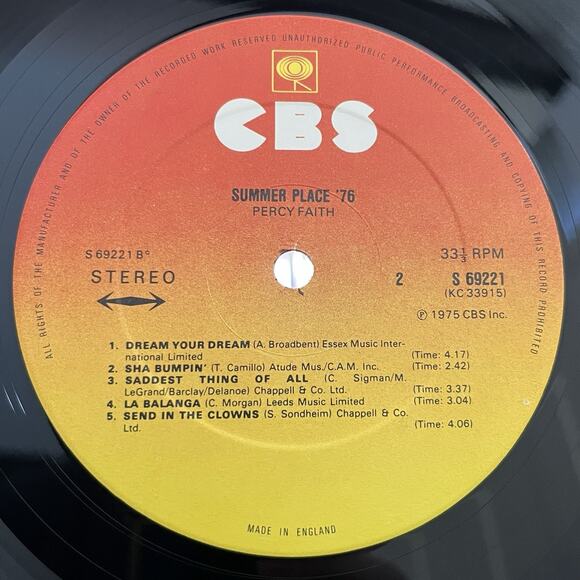 ALL RIGHTS OF THE MANUFACTURER AND OF THE OWNER OF THE RECORDED WORK RESERVED UNAUTHORIZED PUBLIC PERFORMANCE BROADCASTING AND COPYING OF THIS RECORD PROHIBITED
CBS
SUMMER PLACE '76
PERCY FAITH
S 69221 B°
STEREO
33⅓ RPM
2 S 69221
(KC 33915)
℗ 1975 CBS Inc.
1. DREAM YOUR DREAM (A. Broadbent) Essex Music Inter-
national Limited (Time: 4.17)
2. SHA BUMPIN' (T. Camillo) Atude Mus./C.A.M. Inc. (Time: 2.42)
3. SADDEST THING OF ALL (C. Sigman/M.
LeGrand/Barclay/Delanoe) Chappell & Co. Ltd. (Time: 3.37)
4. LA BALANGA (C. Morgan) Leeds Music Limited (Time: 3.04)
5. SEND IN THE CLOWNS (S. Sondheim) Chappell & Co.
Ltd. (Time: 4.06)
MADE IN ENGLAND